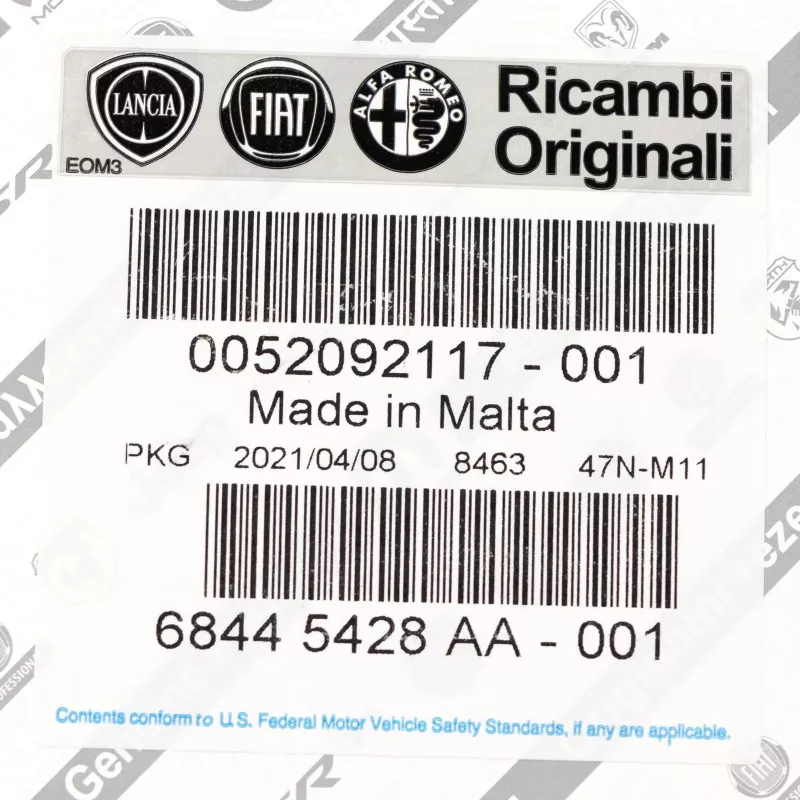 LANCIA
FIAT
ALFA ROMEO
Ricambi
Originali
EOM3
0052092117 - 001
Made in Malta
PKG 2021/04/08 8463 47N-M11
6844 5428 AA - 001
Contents conform to U.S. Federal Motor Vehicle Safety Standards, if any are applicable.